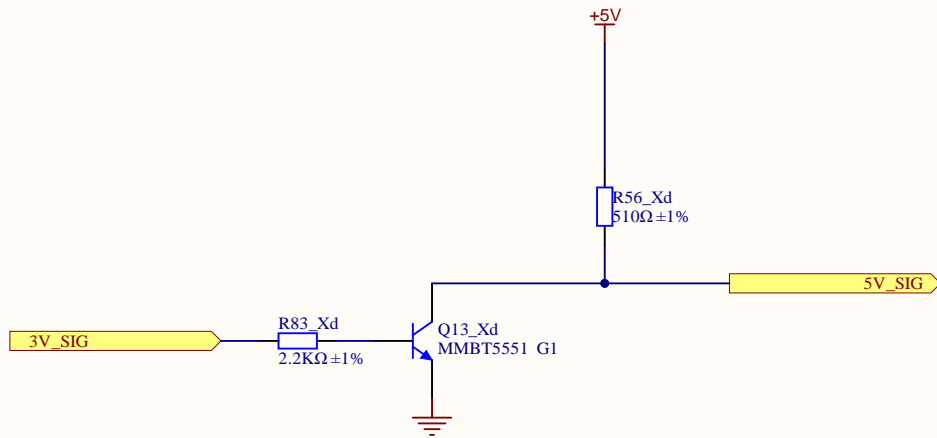 +5V
R56_Xd
510Ω±1%
5V_SIG
R83_Xd
3V_SIG
2.2KΩ±1%
Q13_Xd
MMBT5551 G1